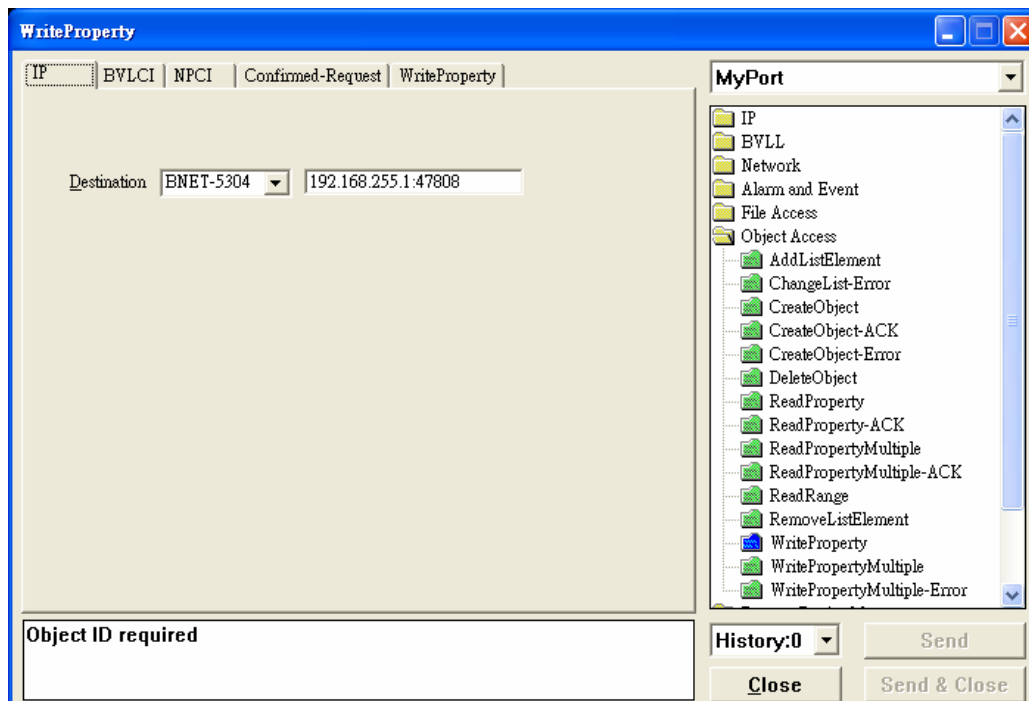 WriteProperty
IP BVLCI NPCI Confirmed-Request WriteProperty
Destination BNET-5304 192.168.255.1:47808
Object ID required
MyPort
IP
BVLL
Network
Alarm and Event
File Access
Object Access
AddListElement
ChangeList-Error
CreateObject
CreateObject-ACK
CreateObject-Error
DeleteObject
ReadProperty
ReadProperty-ACK
ReadPropertyMultiple
ReadPropertyMultiple-ACK
ReadRange
RemoveListElement
WriteProperty
WritePropertyMultiple
WritePropertyMultiple-Error
History:0 Send
Close Send & Close